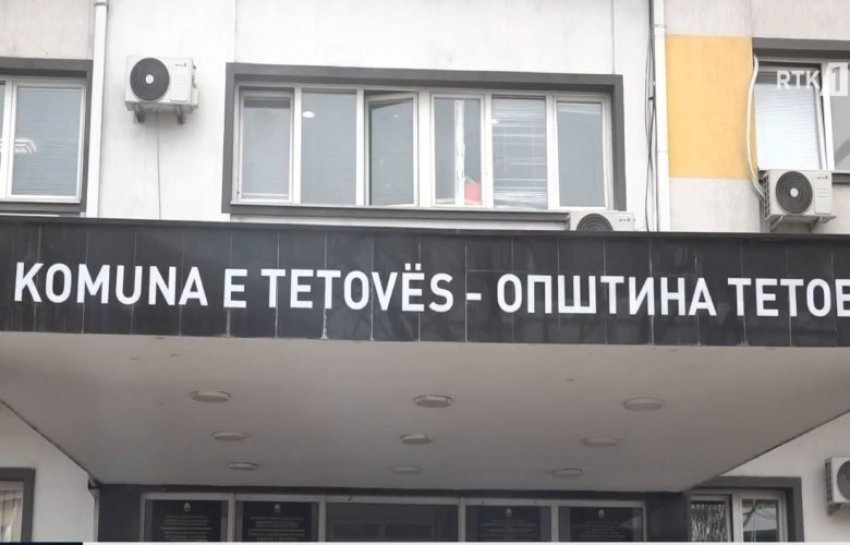 RTK 1
KOMUNA E TETOVËS - ОПШТИНА ТЕТОВ